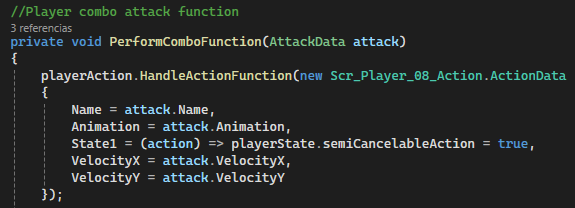 //Player combo attack function
3 referencias
private void PerformComboFunction(AttackData attack)
{
playerAction.HandleActionFunction(new Scr_Player_08_Action.ActionData
{
Name = attack.Name,
Animation = attack.Animation,
State1 = (action) => playerState.semiCancelableAction = true,
VelocityX = attack.VelocityX,
VelocityY = attack.VelocityY
});